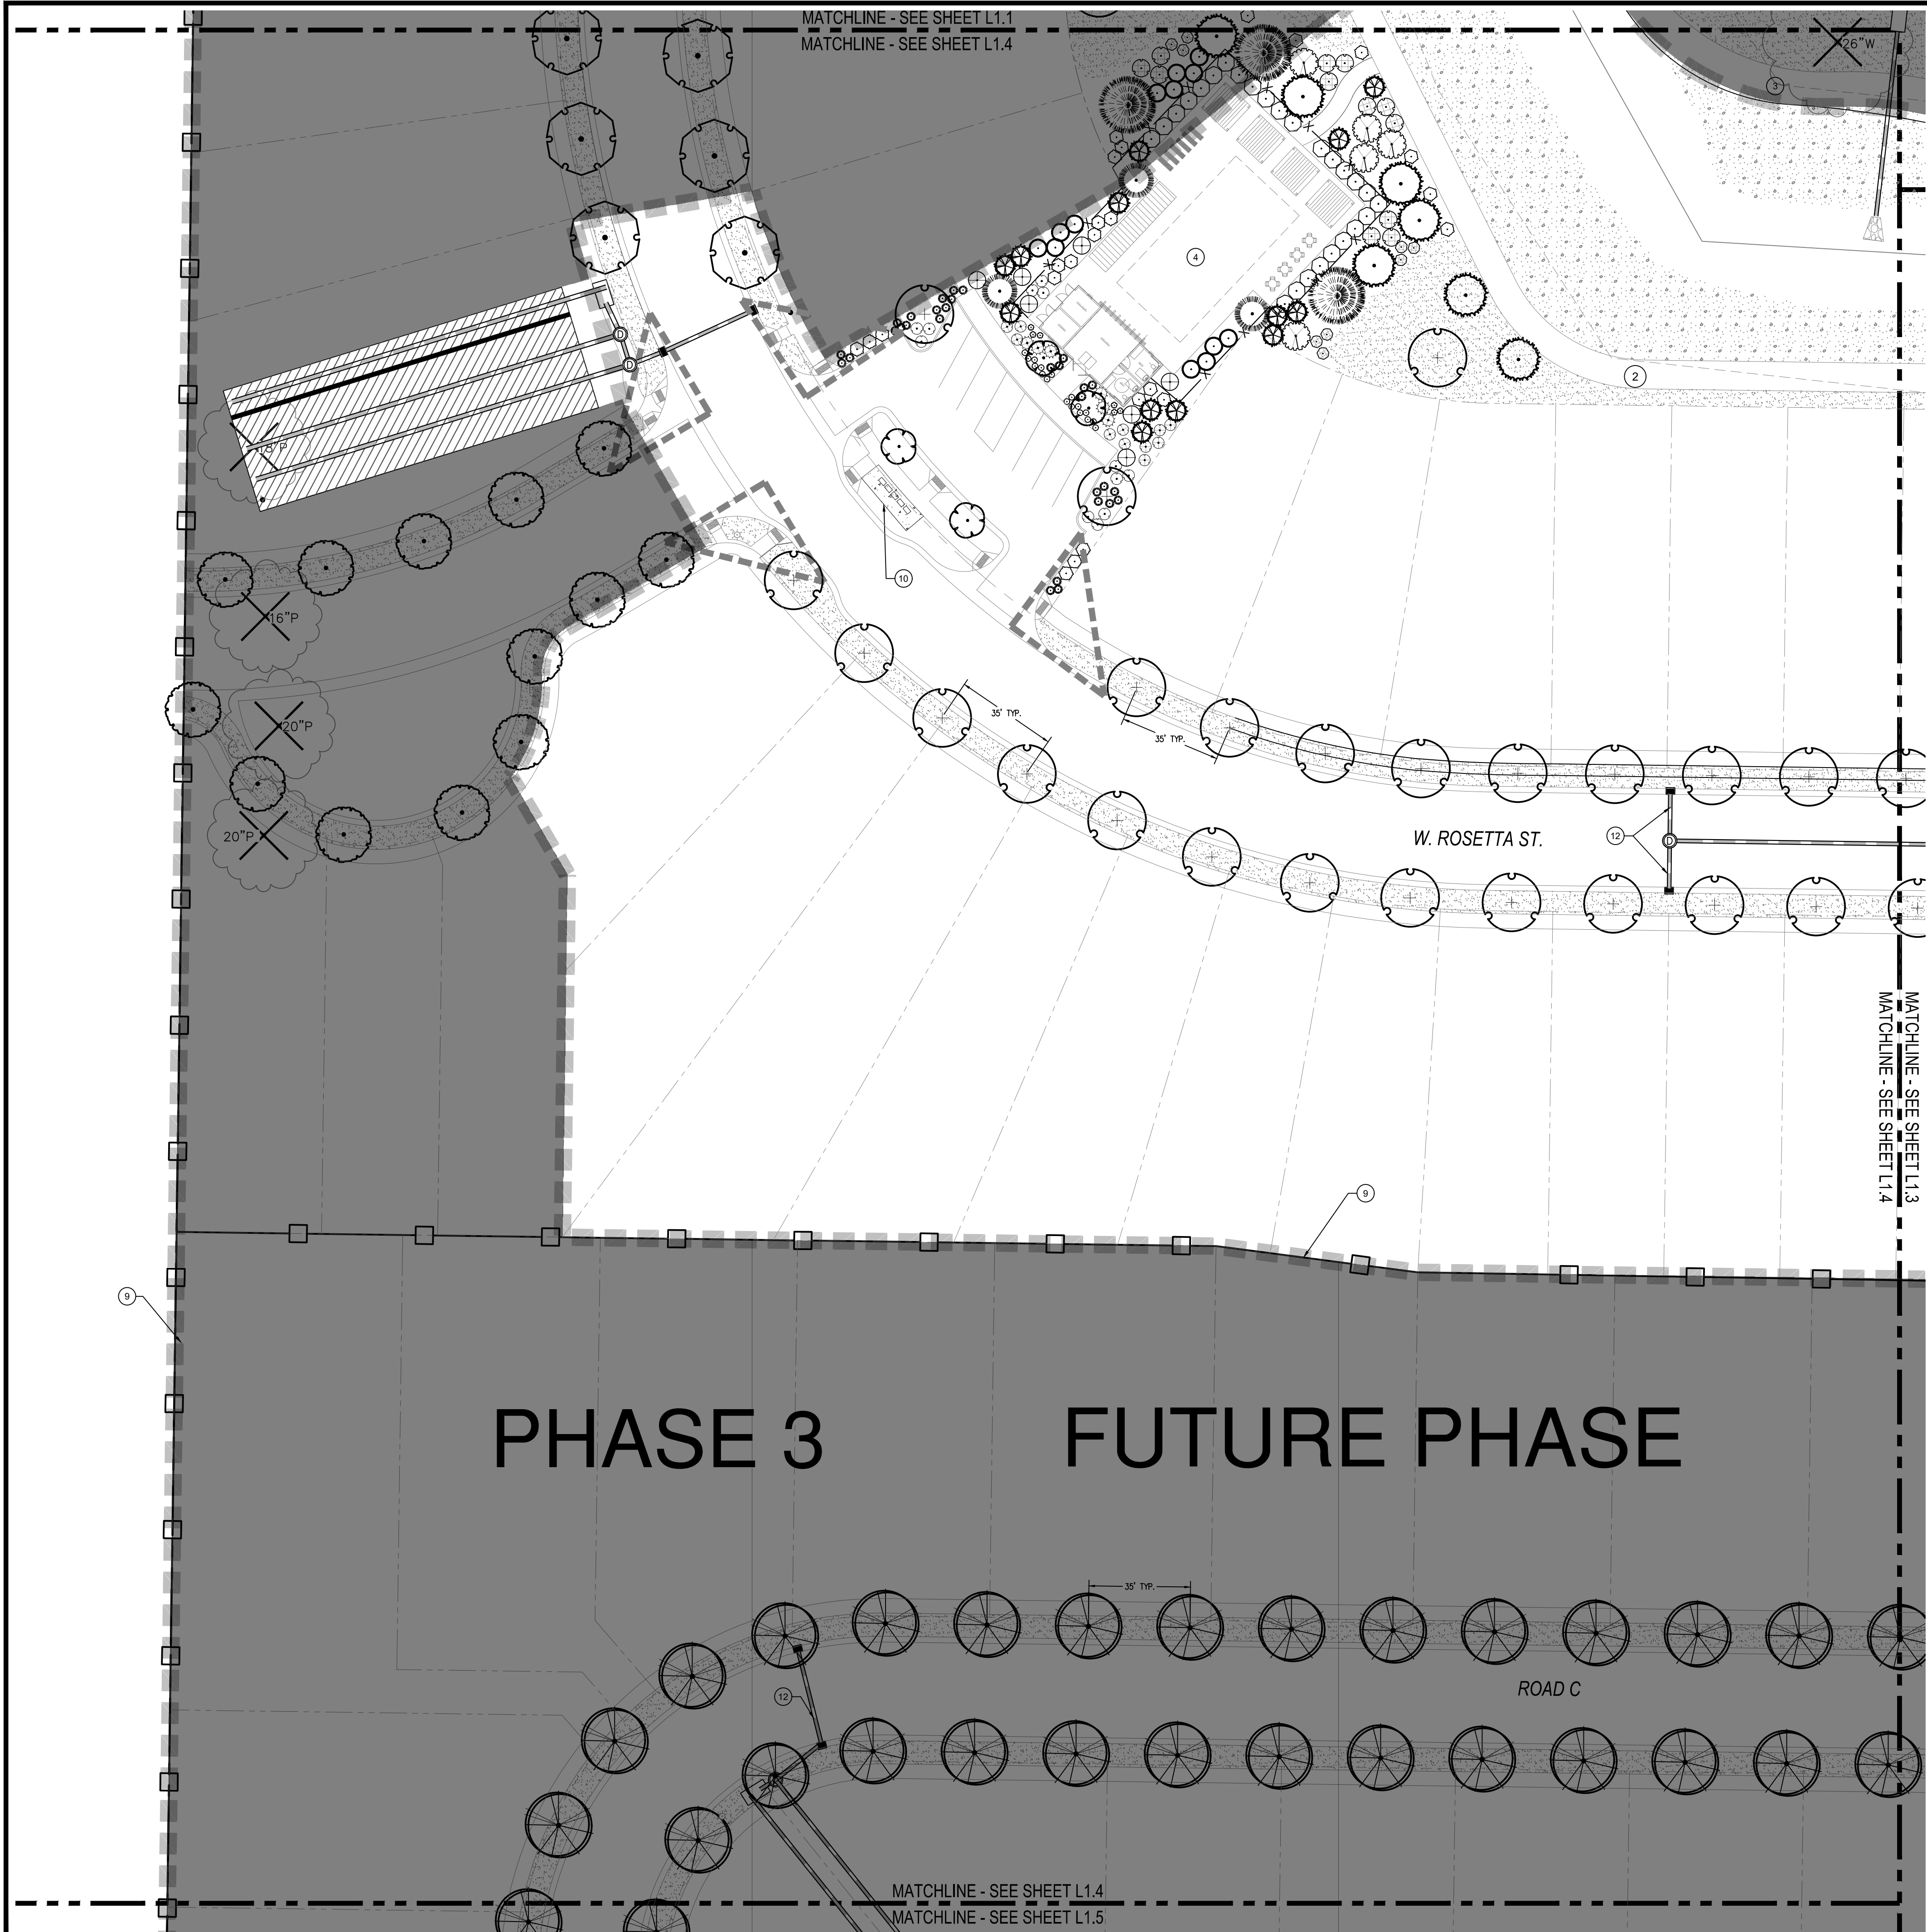 MATCHLINE - SEE SHEET L1.1
MATCHLINE - SEE SHEET L1.4
26"W
3
4
2
D
D
18"P
10
16"P
20"P
35' TYP.
35' TYP.
20"P
W. ROSETTA ST.
12
D
MATCHLINE - SEE SHEET L1.3
MATCHLINE - SEE SHEET L1.4
9
9
PHASE 3
FUTURE PHASE
35' TYP.
ROAD C
12
MATCHLINE - SEE SHEET L1.4
MATCHLINE - SEE SHEET L1.5